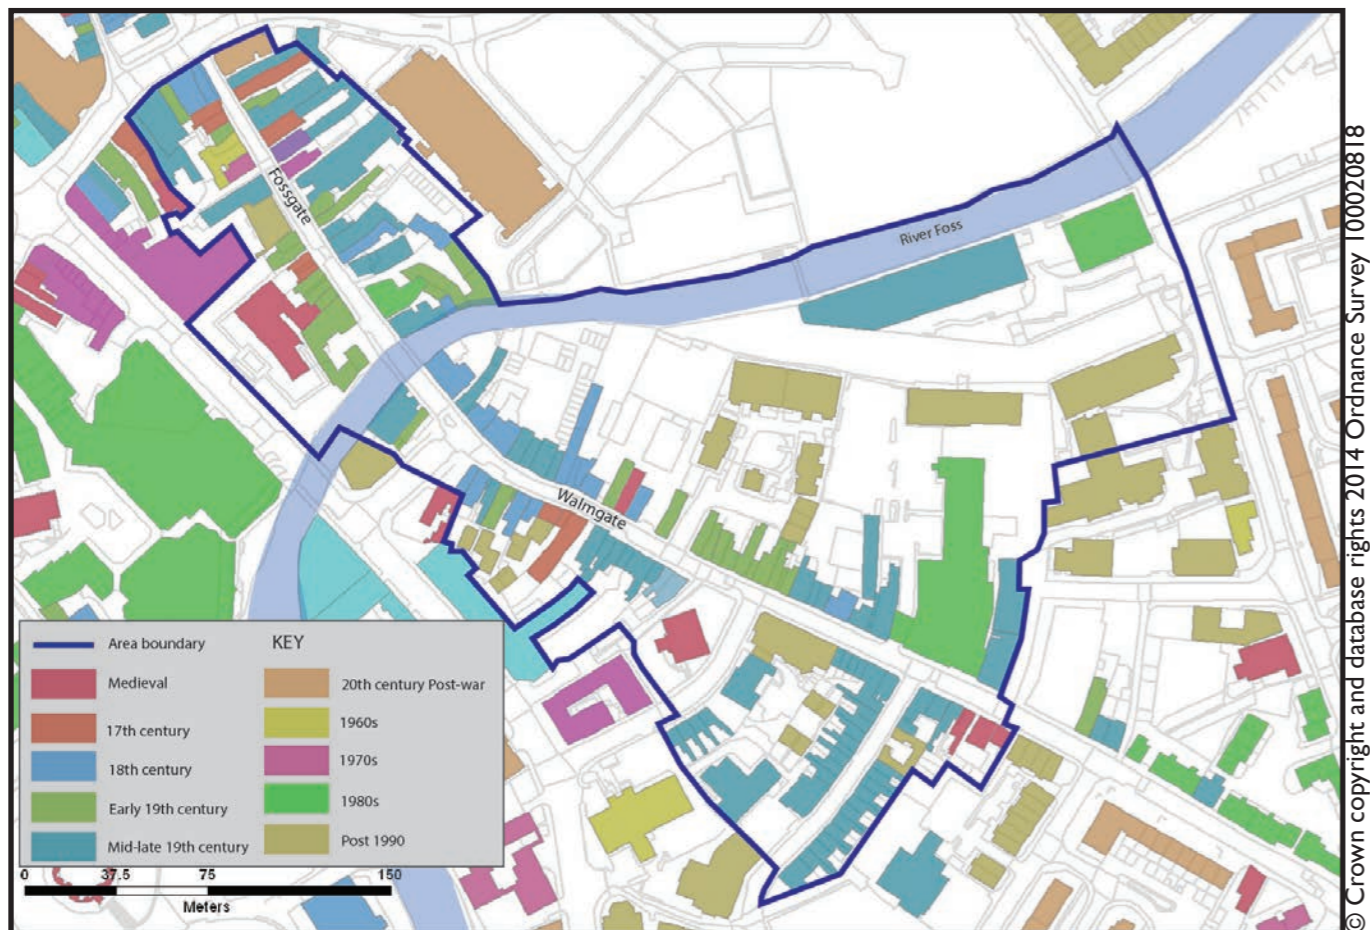 Fossgate
River Foss
Walmgate
Area boundary
KEY
Medieval
17th century
18th century
Early 19th century
Mid-late 19th century
20th century Post-war
1960s
1970s
1980s
Post 1990
0 37.5 75 150
Meters
© Crown copyright and database rights 2014 Ordnance Survey 100020818